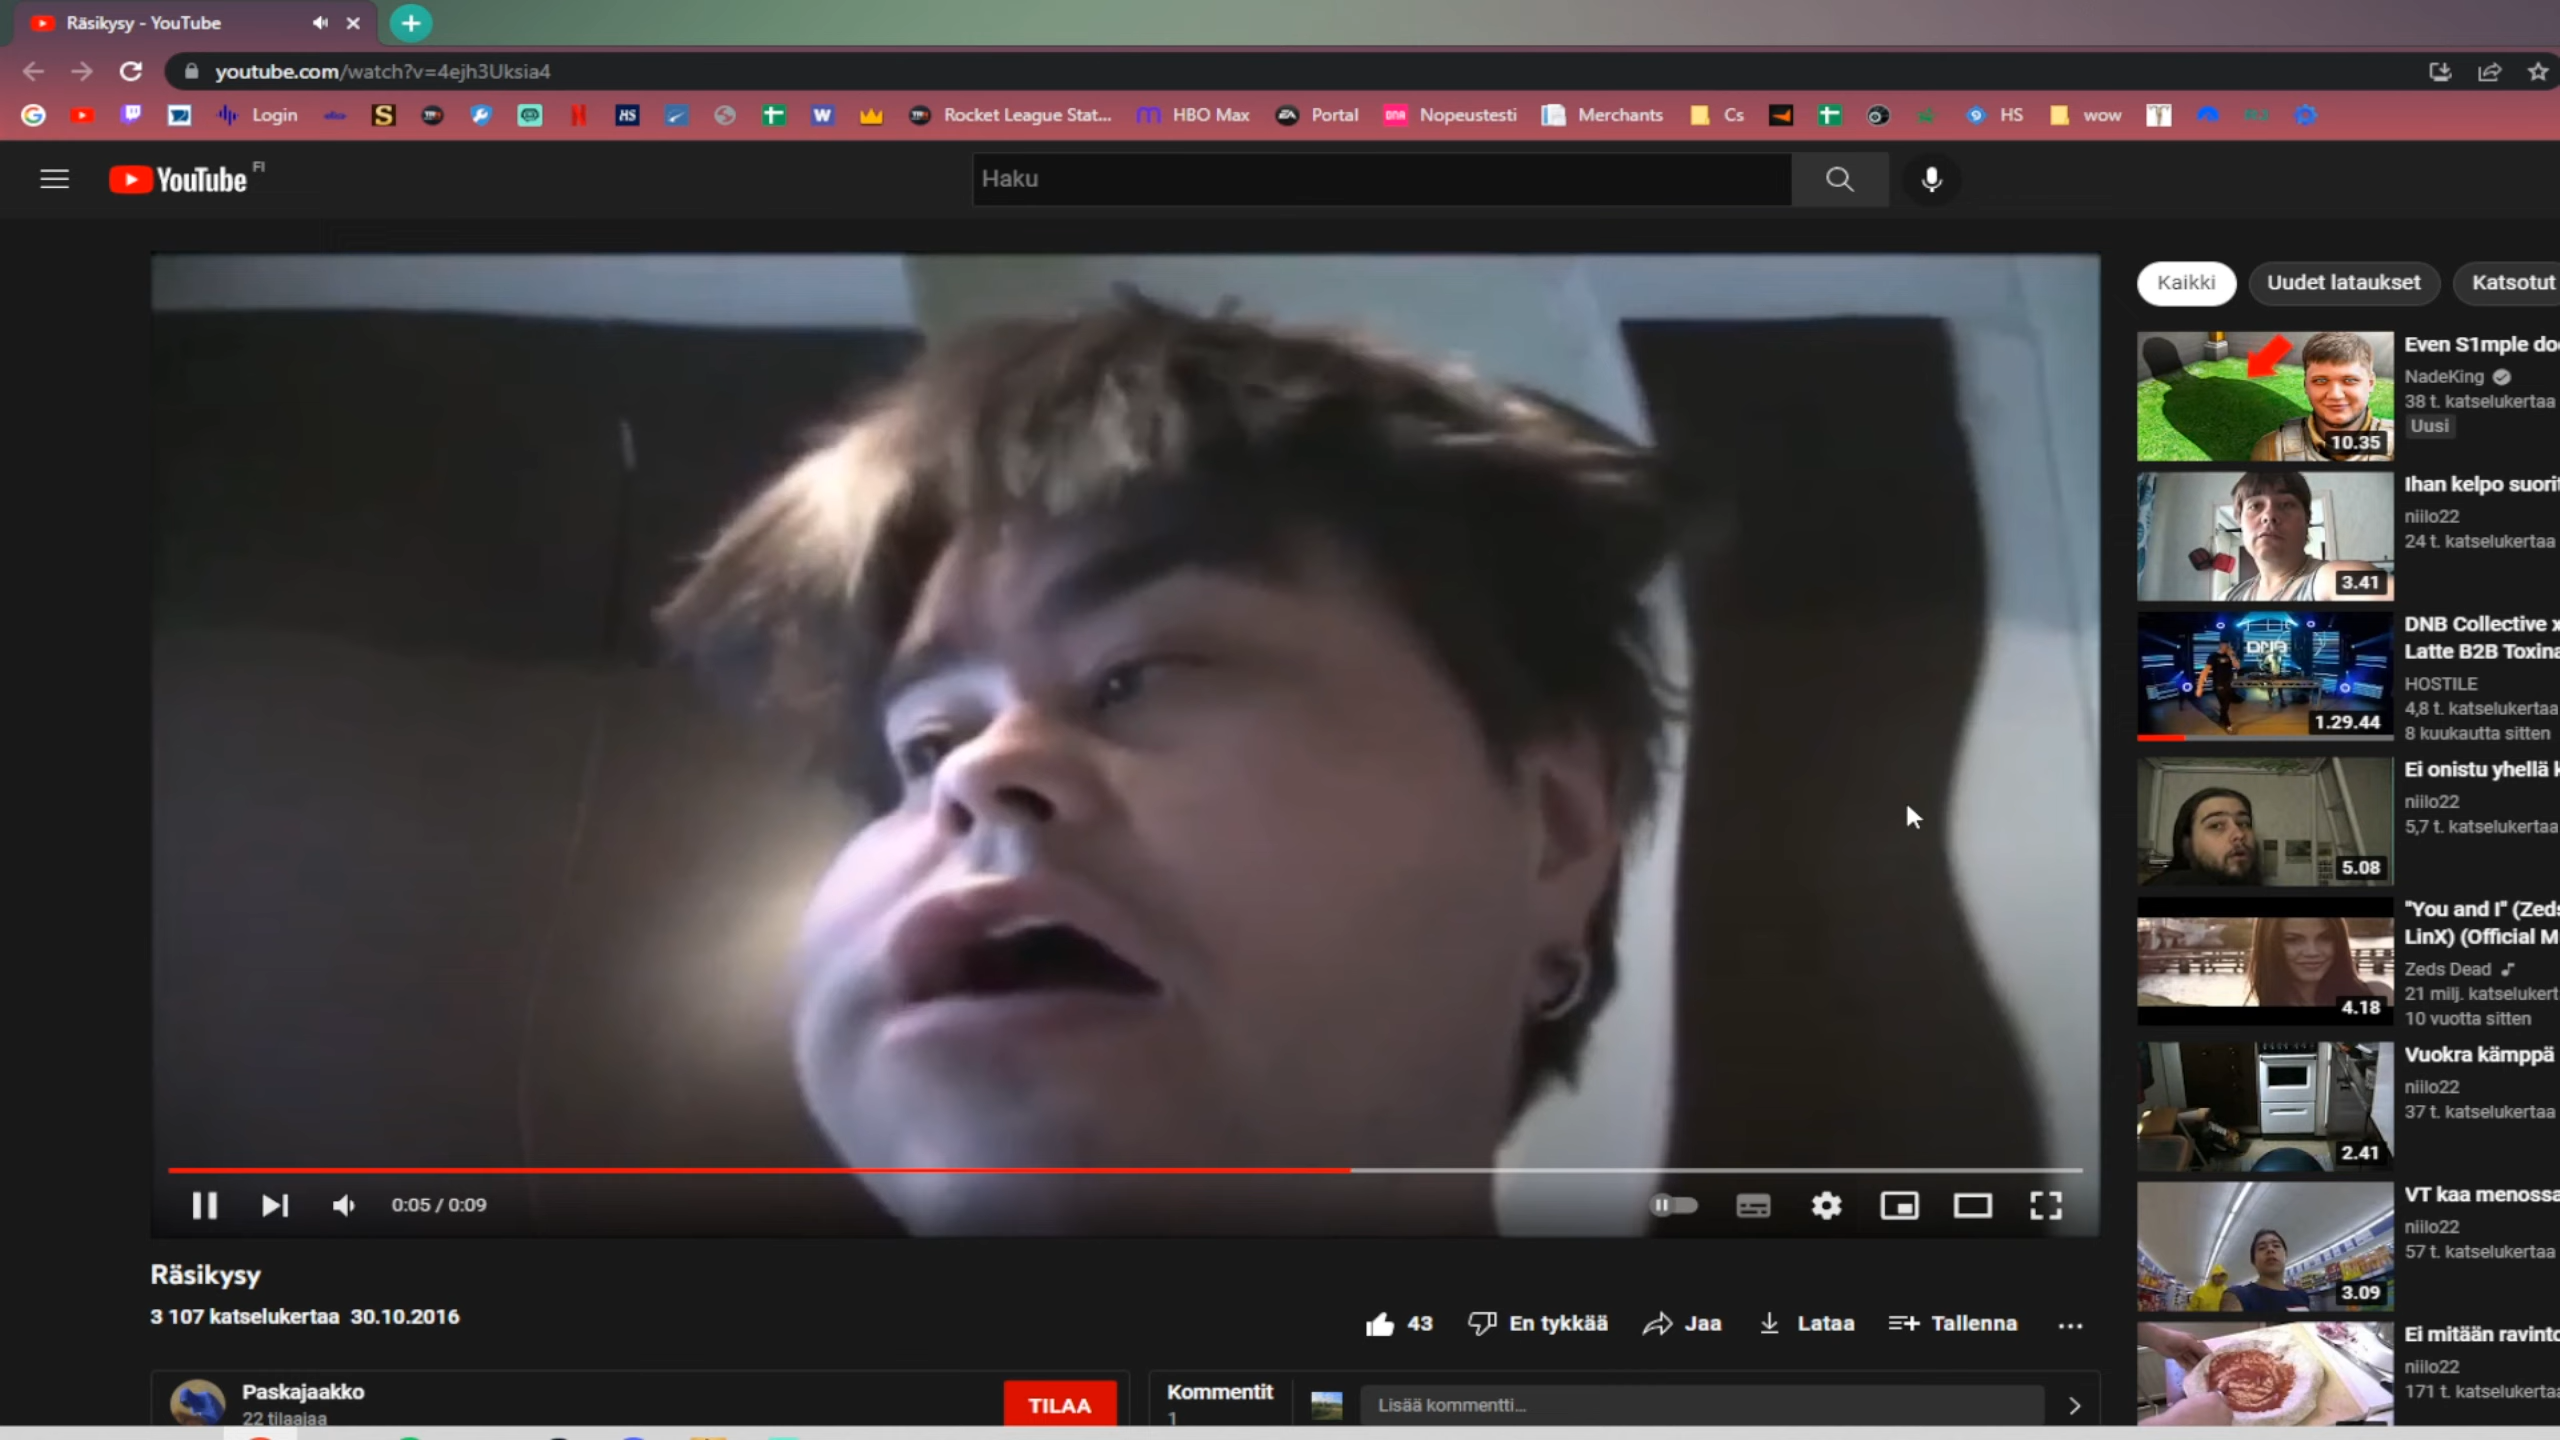 Räsikysy - YouTube
youtube.com/watch?v=4ejh3Uksia4
Login
S
HS
W
Rocket League Stat...
HBO Max
EA
Portal
DNA
Nopeustesti
Merchants
Cs
HS
wow
YouTube FI
Haku
Kaikki
Uudet lataukset
Katsotut
10.35
Even S1mple do
NadeKing
38 t. katselukertaa
Uusi
3.41
Ihan kelpo suorit
niilo22
24 t. katselukertaa
DNB
1.29.44
DNB Collective x
Latte B2B Toxina
HOSTILE
4,8 t. katselukertaa
8 kuukautta sitten
5.08
Ei onistu yhellä k
niilo22
5,7 t. katselukertaa
4.18
"You and I" (Zeds
LinX) (Official M
Zeds Dead
21 milj. katselukert
10 vuotta sitten
2.41
Vuokra kämppä
niilo22
37 t. katselukertaa
3.09
VT kaa menossa
niilo22
57 t. katselukertaa
Ei mitään ravinto
niilo22
171 t. katselukertaa
0:05 / 0:09
Räsikysy
3 107 katselukertaa 30.10.2016
43
En tykkää
Jaa
Lataa
Tallenna
Paskajaakko
22 tilaajaa
TILAA
Kommentit
1
Lisää kommentti...